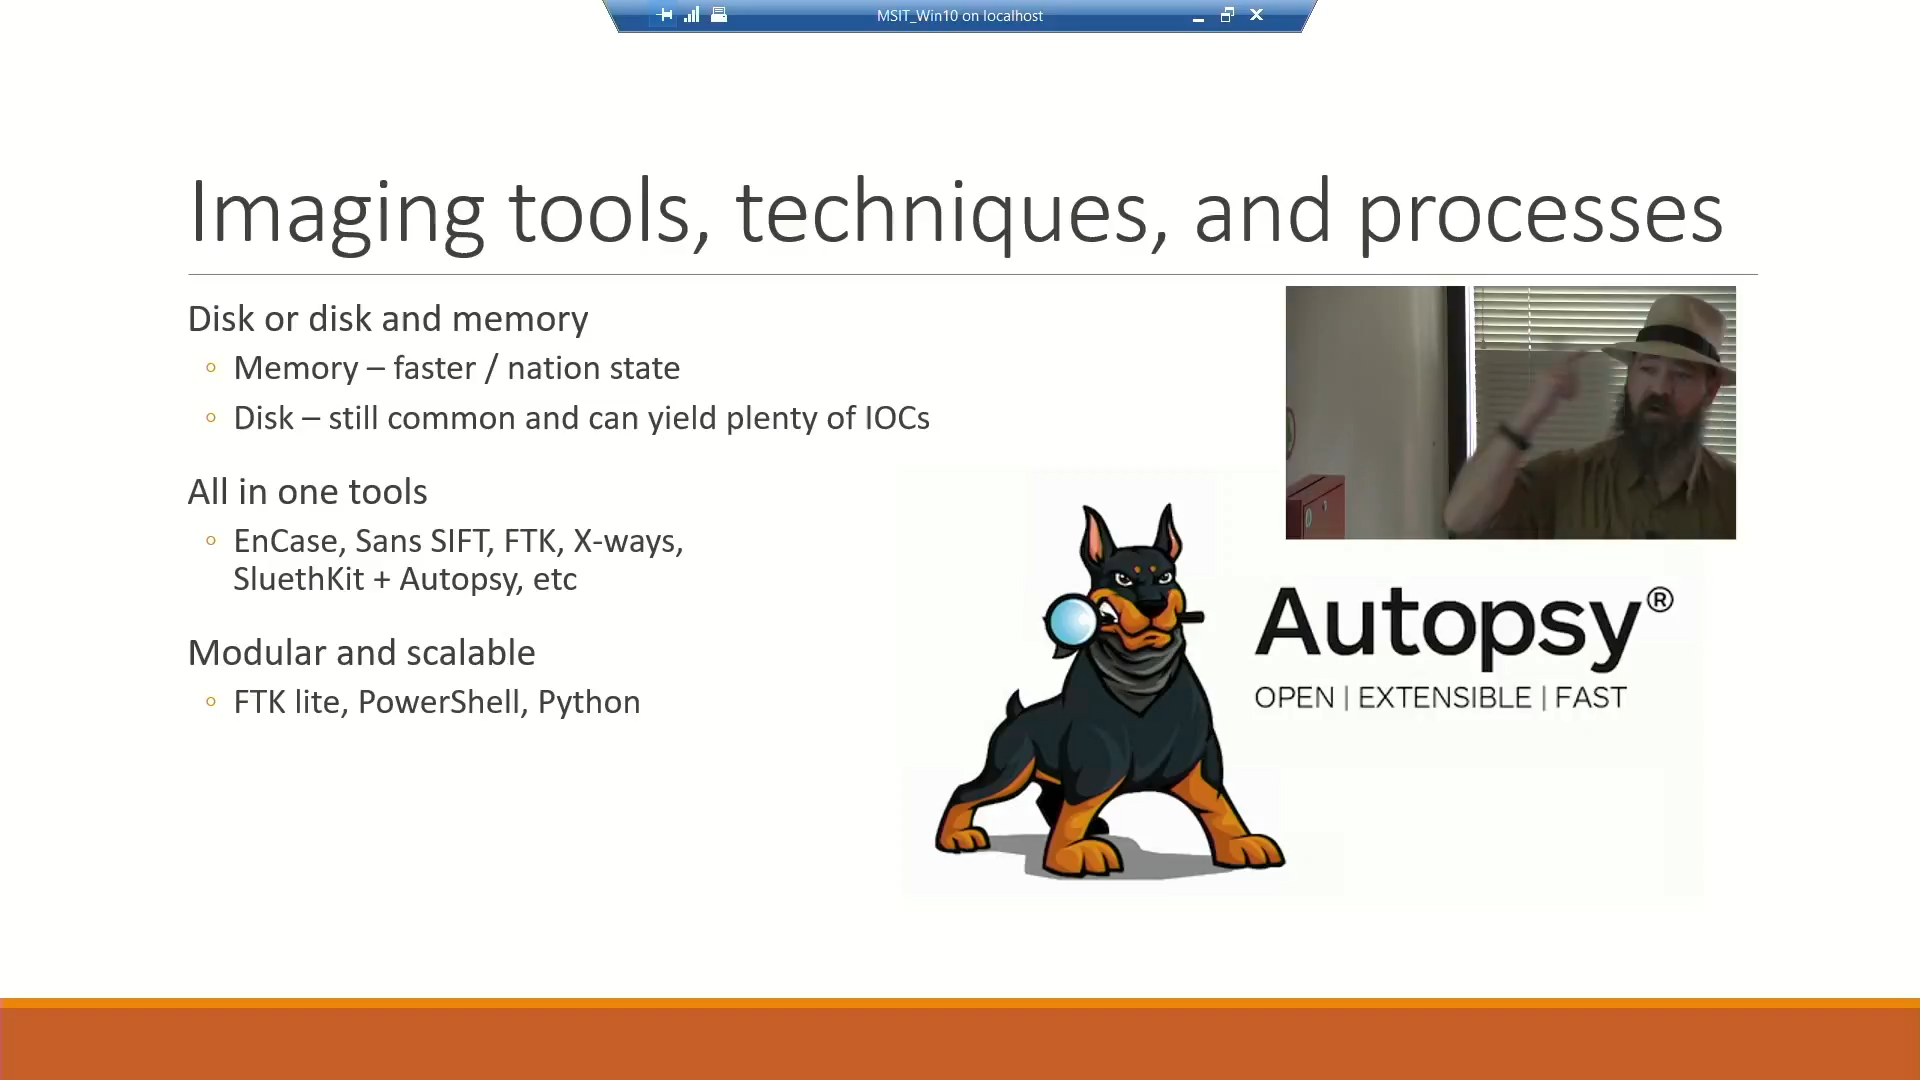 MSIT_Win10 on localhost
Imaging tools, techniques, and processes
Disk or disk and memory
◦ Memory – faster / nation state
◦ Disk – still common and can yield plenty of IOCs
All in one tools
◦ EnCase, Sans SIFT, FTK, X-ways,
SluethKit + Autopsy, etc
Modular and scalable
◦ FTK lite, PowerShell, Python
Autopsy®
OPEN | EXTENSIBLE | FAST